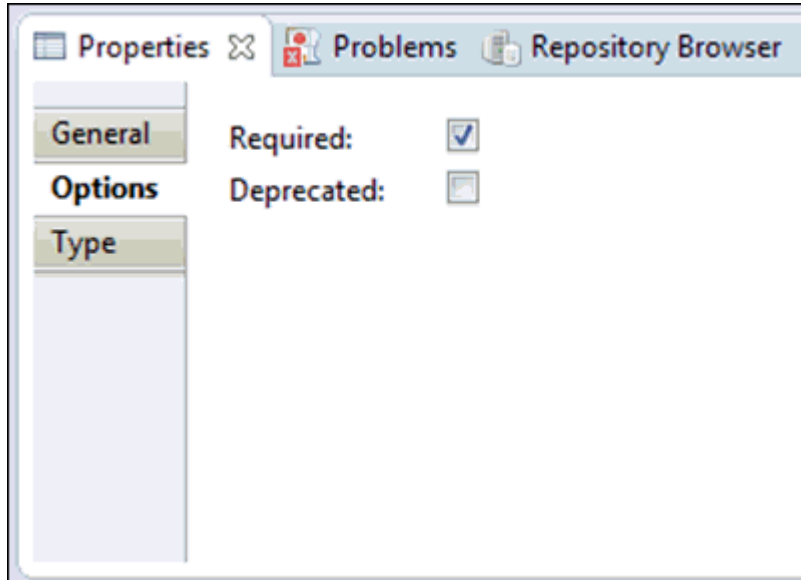 Properties Problems Repository Browser
General
Options
Type
Required:
Deprecated: